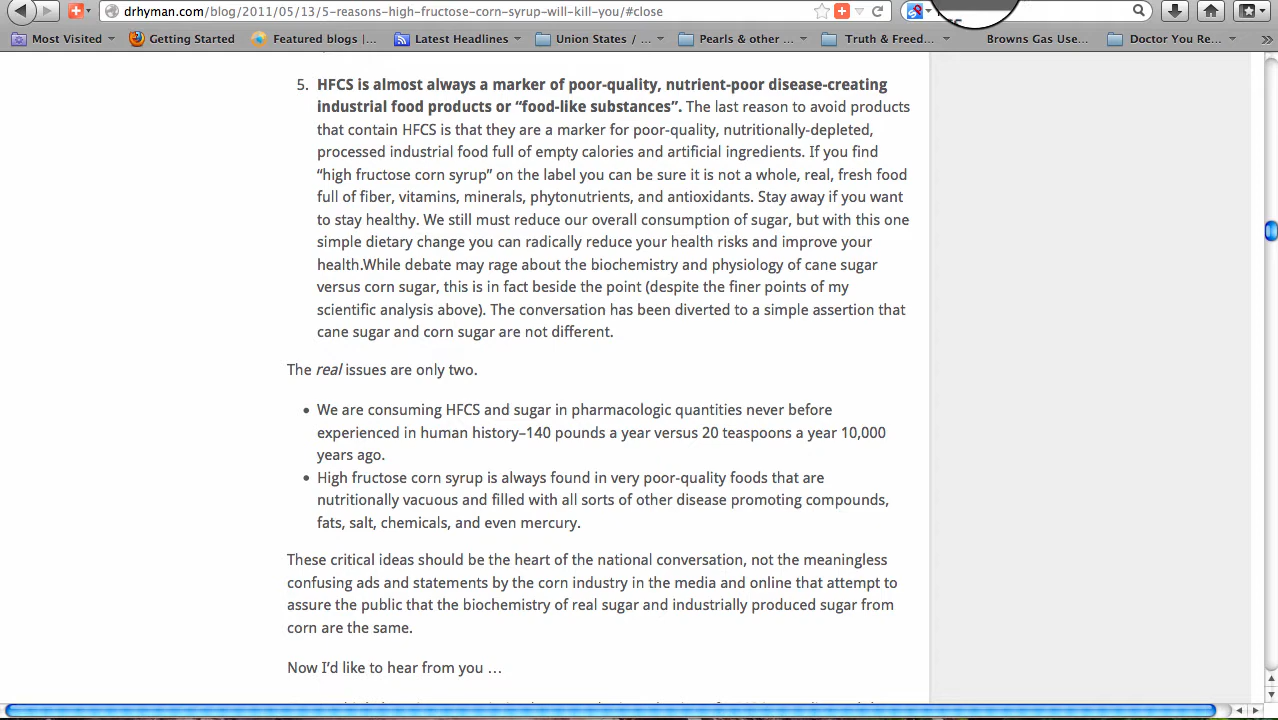 drhyman.com/blog/2011/05/13/5-reasons-high-fructose-corn-syrup-will-kill-you/#close
Most Visited Getting Started Featured blogs |... Latest Headlines Union States / ... Pearls & other ... Truth & Freed... Browns Gas Use... Doctor You Re... »
5. HFCS is almost always a marker of poor-quality, nutrient-poor disease-creating
industrial food products or “food-like substances”. The last reason to avoid products
that contain HFCS is that they are a marker for poor-quality, nutritionally-depleted,
processed industrial food full of empty calories and artificial ingredients. If you find
“high fructose corn syrup” on the label you can be sure it is not a whole, real, fresh food
full of fiber, vitamins, minerals, phytonutrients, and antioxidants. Stay away if you want
to stay healthy. We still must reduce our overall consumption of sugar, but with this one
simple dietary change you can radically reduce your health risks and improve your
health.While debate may rage about the biochemistry and physiology of cane sugar
versus corn sugar, this is in fact beside the point (despite the finer points of my
scientific analysis above). The conversation has been diverted to a simple assertion that
cane sugar and corn sugar are not different.
The real issues are only two.
• We are consuming HFCS and sugar in pharmacologic quantities never before
experienced in human history–140 pounds a year versus 20 teaspoons a year 10,000
years ago.
• High fructose corn syrup is always found in very poor-quality foods that are
nutritionally vacuous and filled with all sorts of other disease promoting compounds,
fats, salt, chemicals, and even mercury.
These critical ideas should be the heart of the national conversation, not the meaningless
confusing ads and statements by the corn industry in the media and online that attempt to
assure the public that the biochemistry of real sugar and industrially produced sugar from
corn are the same.
Now I’d like to hear from you …